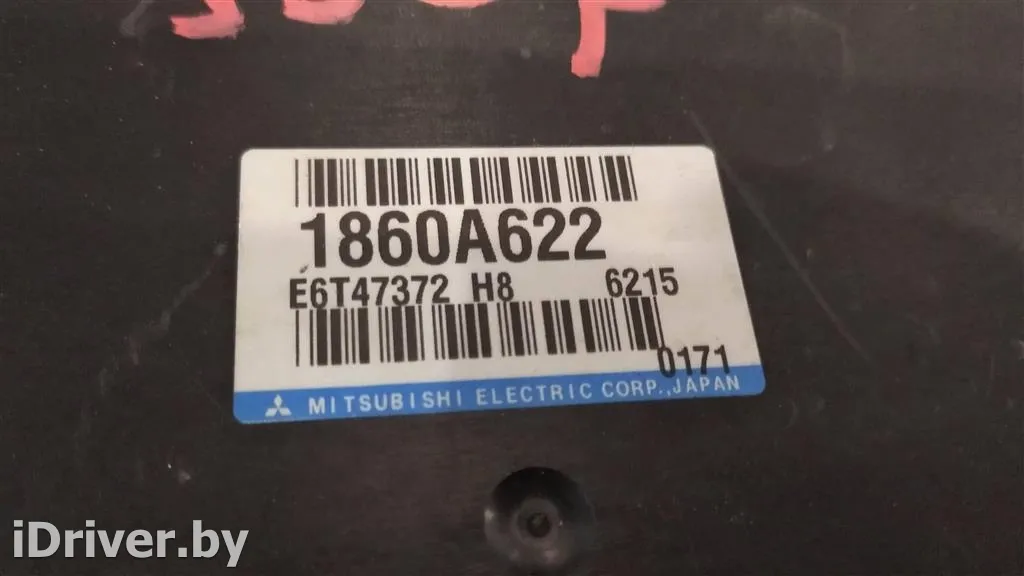 1860A622
E6T47372 H8 6215
0171
MITSUBISHI ELECTRIC CORP.,JAPAN
iDriver.by